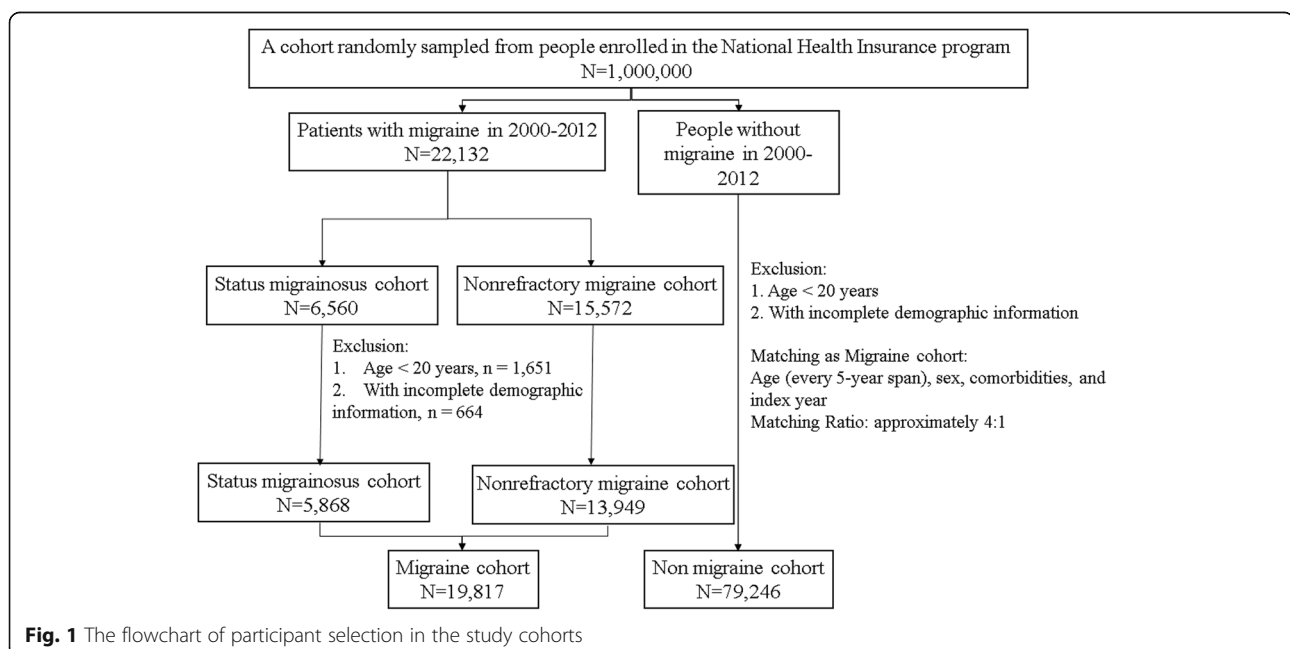 A cohort randomly sampled from people enrolled in the National Health Insurance program
N=1,000,000
Patients with migraine in 2000-2012
N=22,132
People without
migraine in 2000-
2012
Status migrainosus cohort
N=6,560
Nonrefractory migraine cohort
N=15,572
Exclusion:
1. Age < 20 years, n = 1,651
2. With incomplete demographic
information, n = 664
Exclusion:
1. Age < 20 years
2. With incomplete demographic information
Matching as Migraine cohort:
Age (every 5-year span), sex, comorbidities, and
index year
Matching Ratio: approximately 4:1
Status migrainosus cohort
N=5,868
Nonrefractory migraine cohort
N=13,949
Migraine cohort
N=19,817
Non migraine cohort
N=79,246
Fig. 1 The flowchart of participant selection in the study cohorts